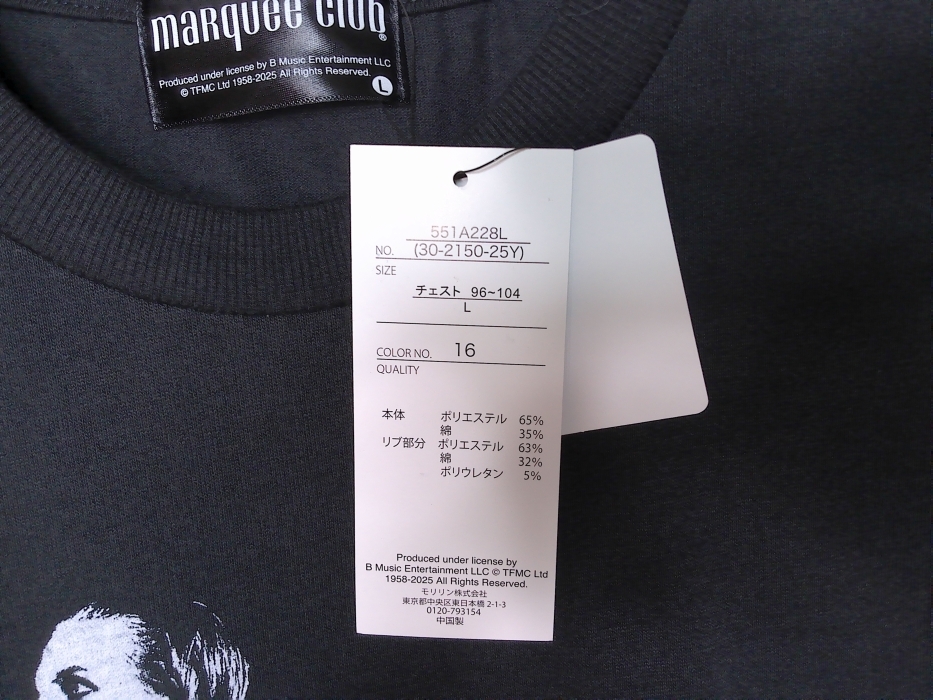 marquee club®
Produced under license by B Music Entertainment LLC
© TFMC Ltd 1958-2025 All Rights Reserved.
L
551A228L
NO. (30-2150-25Y)
SIZE
チェスト 96~104
L
COLOR NO. 16
QUALITY
本体 ポリエステル 65%
綿 35%
リブ部分 ポリエステル 63%
綿 32%
ポリウレタン 5%
Produced under license by
B Music Entertainment LLC © TFMC Ltd
1958-2025 All Rights Reserved.
モリリン株式会社
東京都中央区東日本橋 2-1-3
0120-793154
中国製